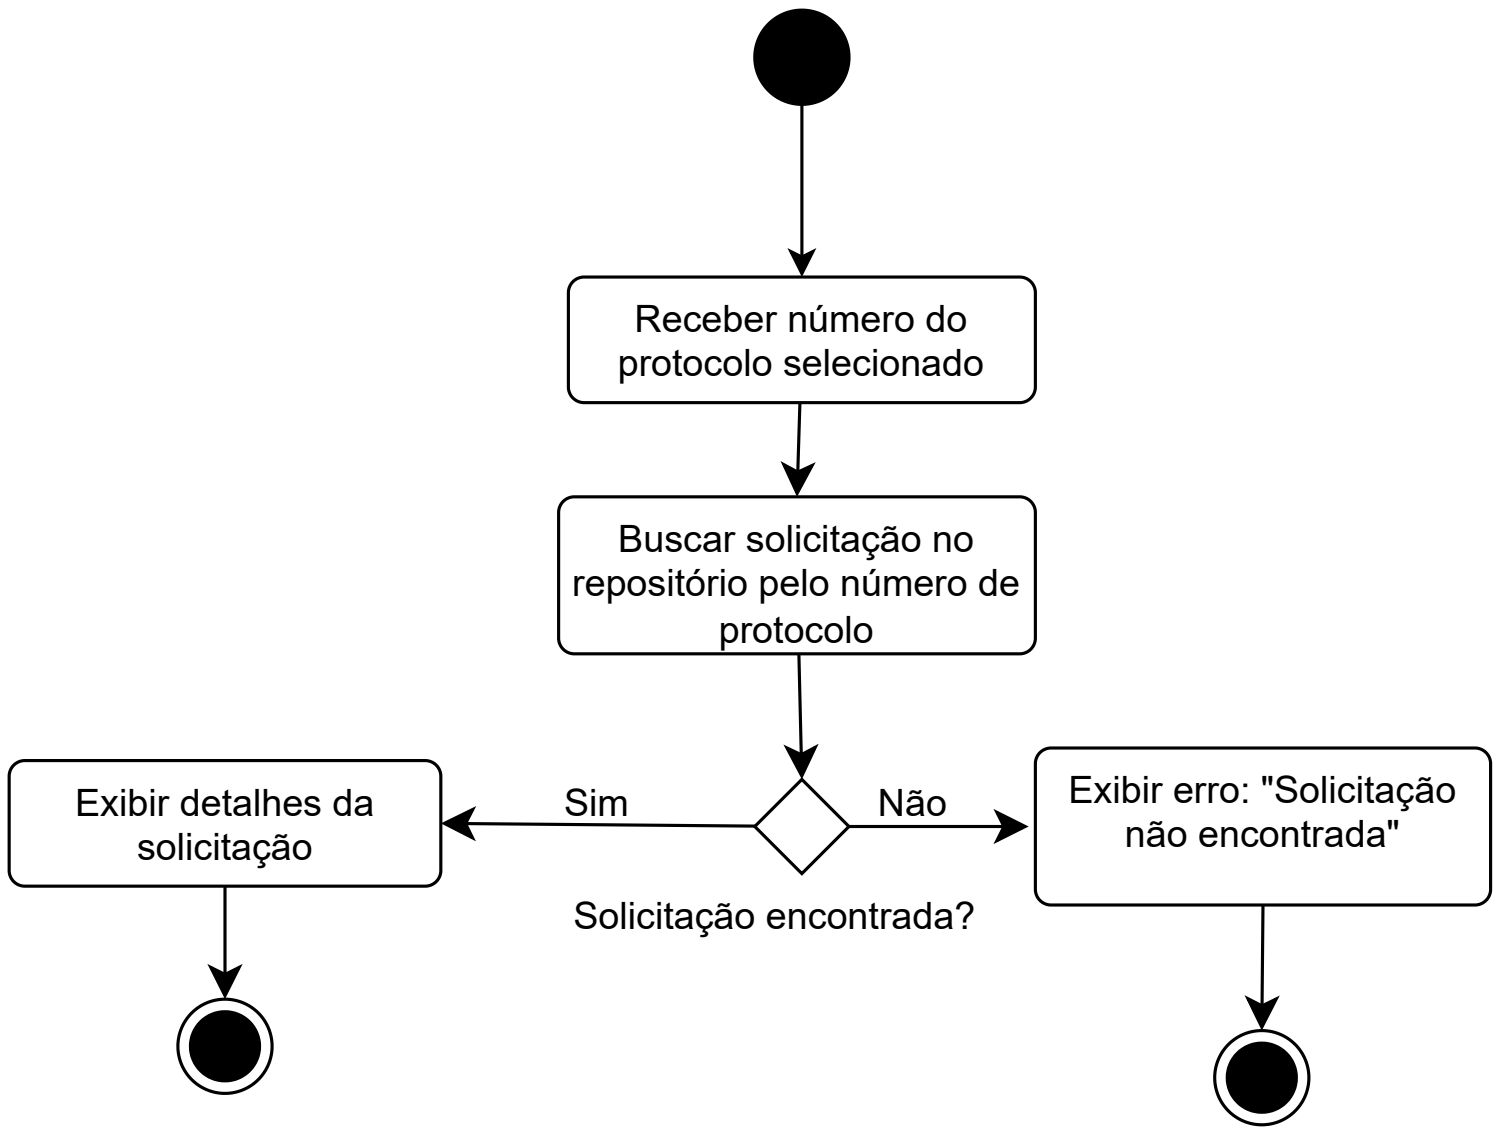 Receber número do
protocolo selecionado
Buscar solicitação no
repositório pelo número de
protocolo
Exibir detalhes da
solicitação
Sim
Não
Exibir erro: "Solicitação
não encontrada"
Solicitação encontrada?